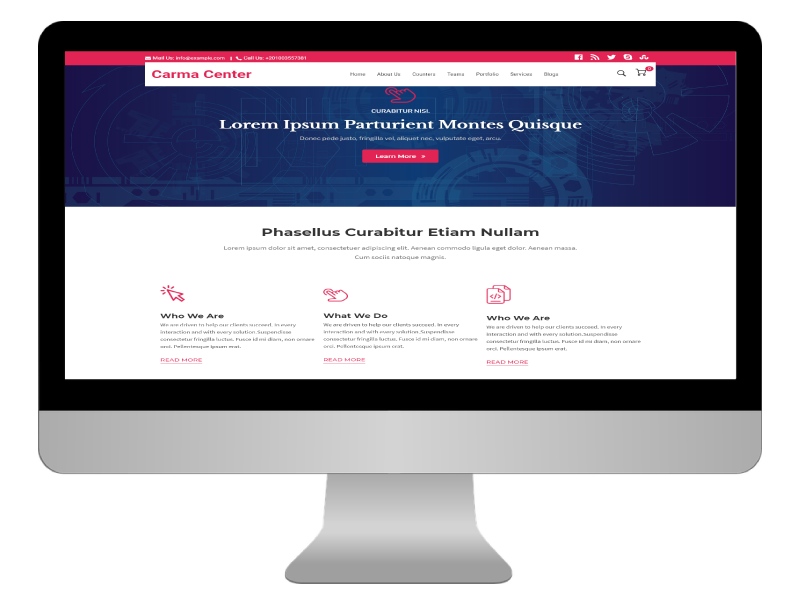 Mail Us: info@example.com | Call Us: +201003557381
Carma Center
Home About Us Counters Teams Portfolio Services Blogs
0
CURABITUR NISI.
Lorem Ipsum Parturient Montes Quisque
Donec pede justo, fringilla vel, aliquet nec, vulputate eget, arcu.
Learn More »
Phasellus Curabitur Etiam Nullam
Lorem ipsum dolor sit amet, consectetuer adipiscing elit. Aenean commodo ligula eget dolor. Aenean massa.
Cum sociis natoque magnis.
Who We Are
We are driven to help our clients succeed. In every
interaction and with every solution.Suspendisse
consectetur fringilla luctus. Fusce id mi diam, non ornare
orci. Pellentesque ipsum erat.
READ MORE
What We Do
We are driven to help our clients succeed. In every
interaction and with every solution.Suspendisse
consectetur fringilla luctus. Fusce id mi diam, non ornare
orci. Pellentesque ipsum erat.
READ MORE
Who We Are
We are driven to help our clients succeed. In every
interaction and with every solution.Suspendisse
consectetur fringilla luctus. Fusce id mi diam, non ornare
orci. Pellentesque ipsum erat.
READ MORE